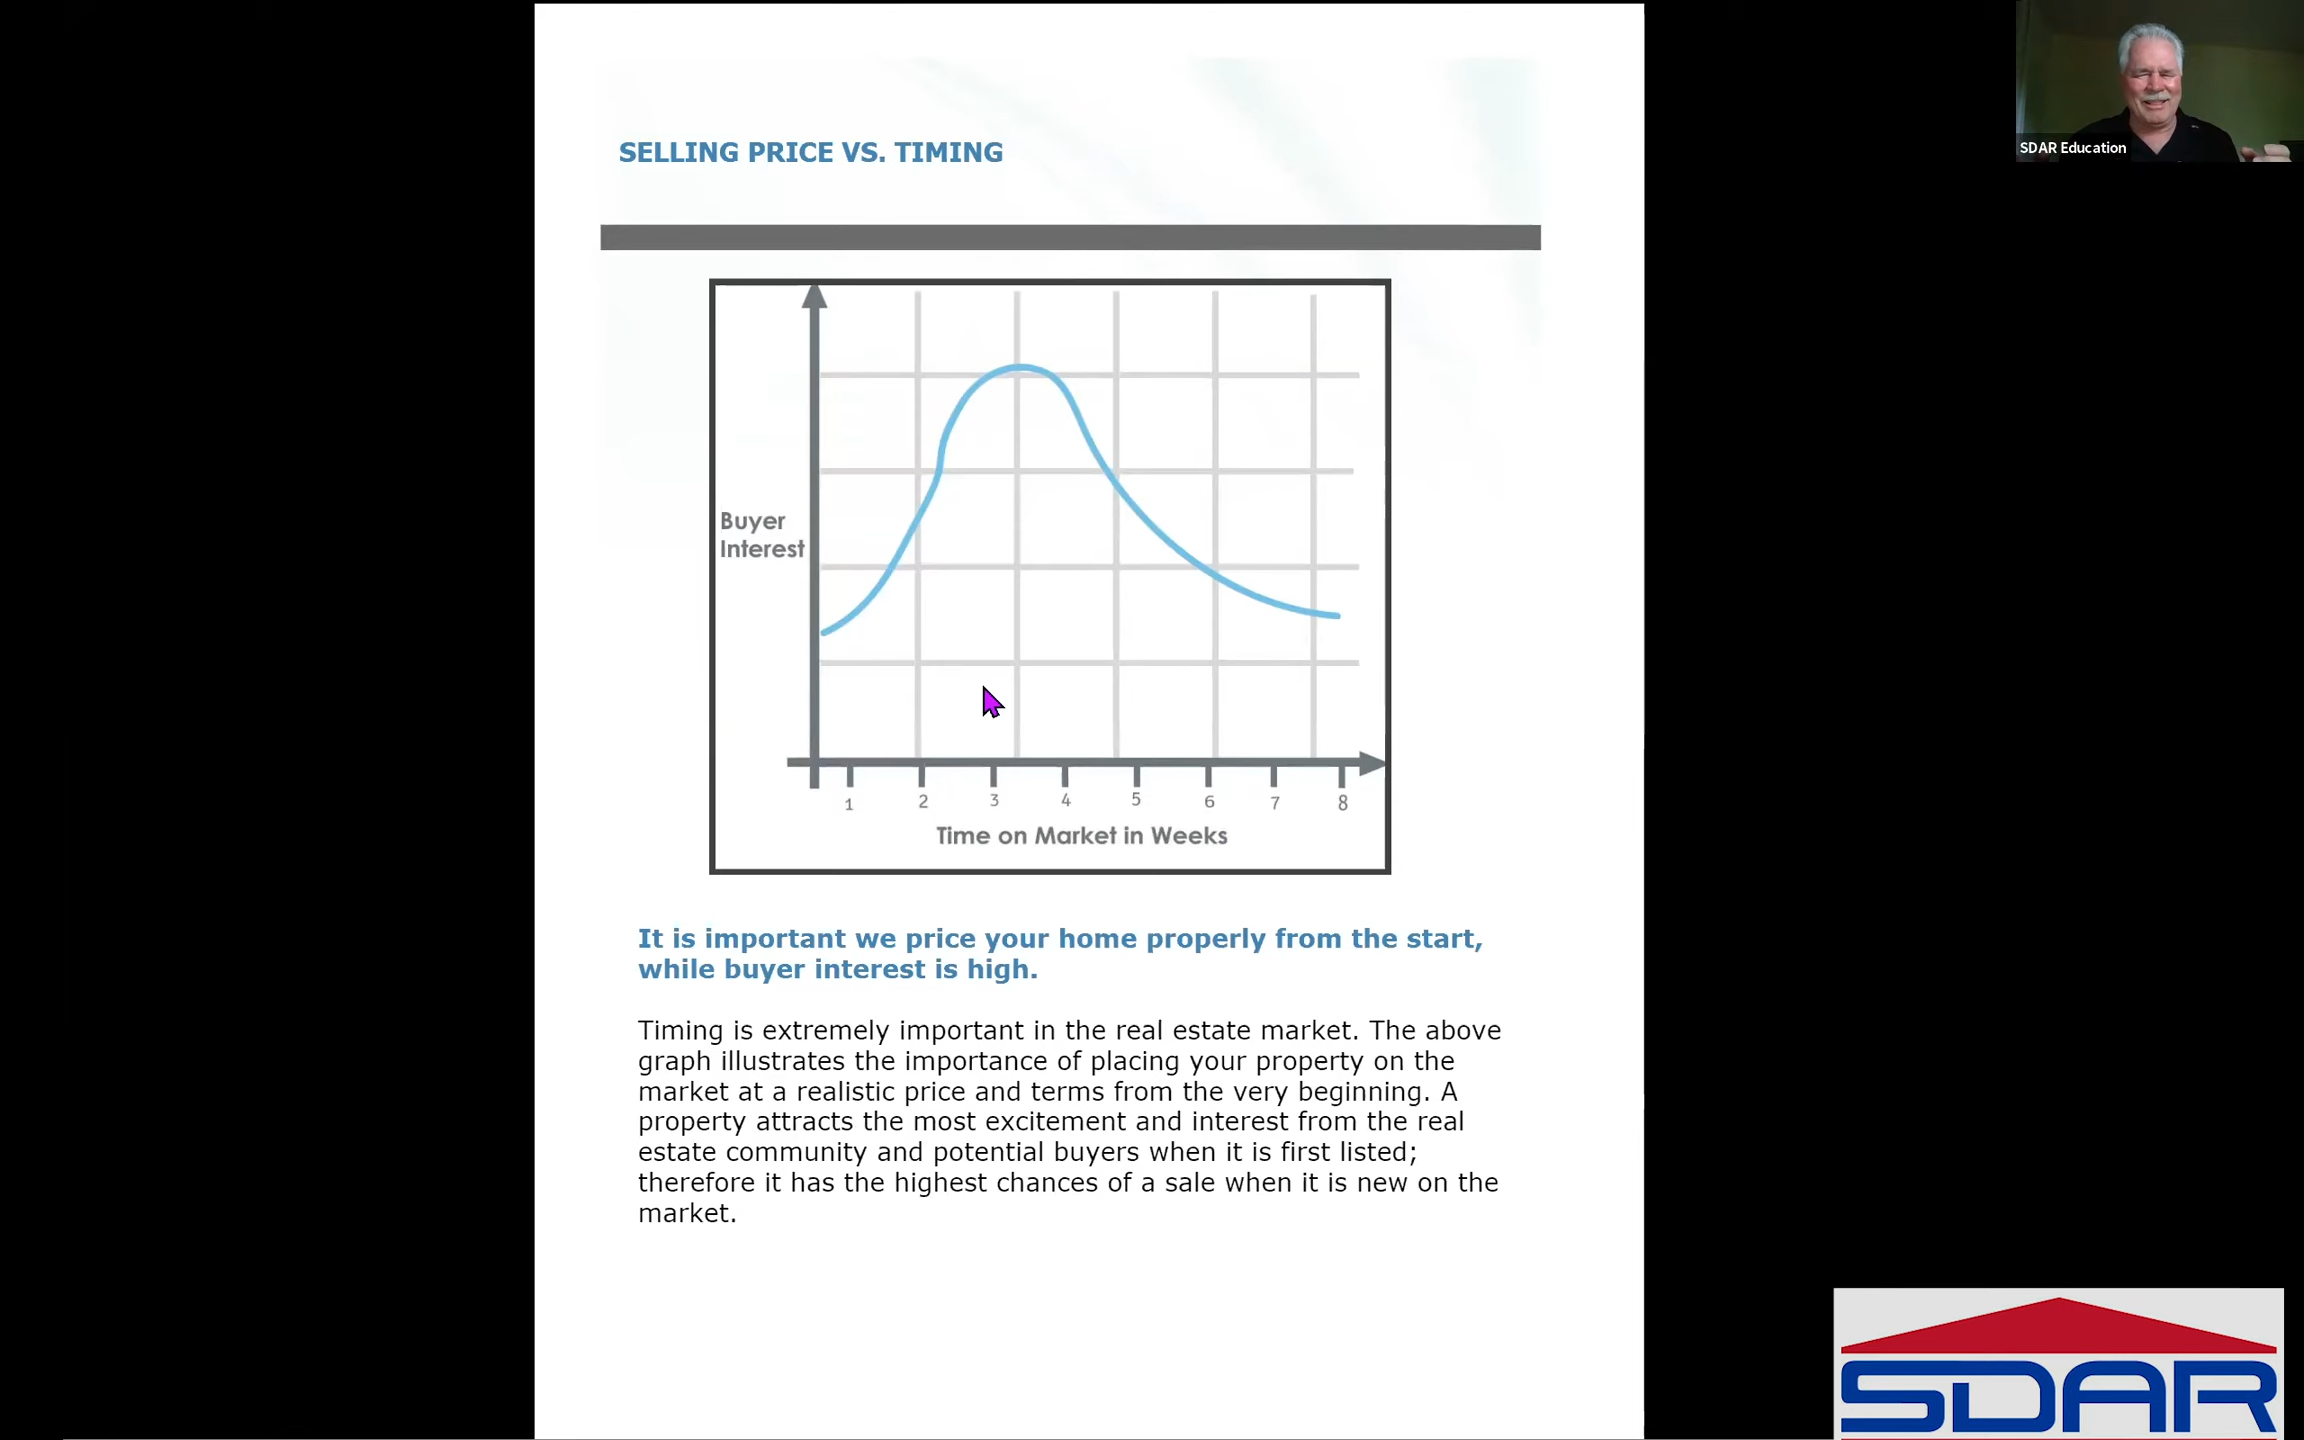 SELLING PRICE VS. TIMING
SDAR Education
Buyer
Interest
1 2 3 4 5 6 7 8
Time on Market in Weeks
It is important we price your home properly from the start,
while buyer interest is high.
Timing is extremely important in the real estate market. The above
graph illustrates the importance of placing your property on the
market at a realistic price and terms from the very beginning. A
property attracts the most excitement and interest from the real
estate community and potential buyers when it is first listed;
therefore it has the highest chances of a sale when it is new on the
market.
SDAR